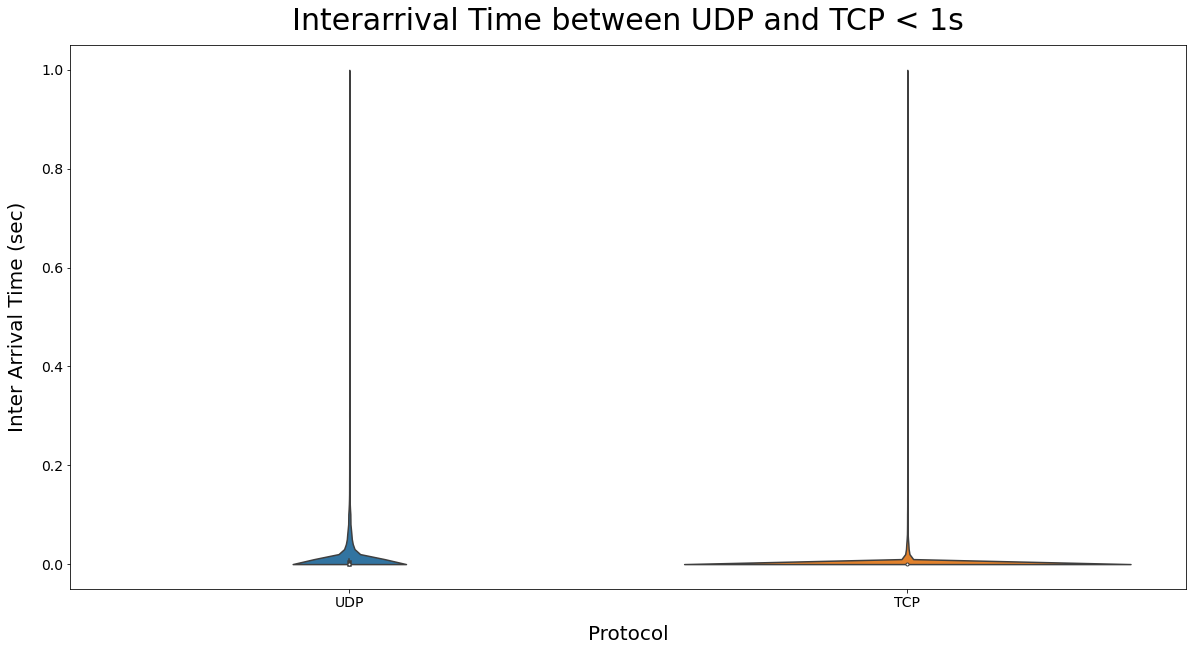 Interarrival Time between UDP and TCP < 1s
Inter Arrival Time (sec)
1.0
0.8
0.6
0.4
0.2
0.0
UDP
TCP
Protocol